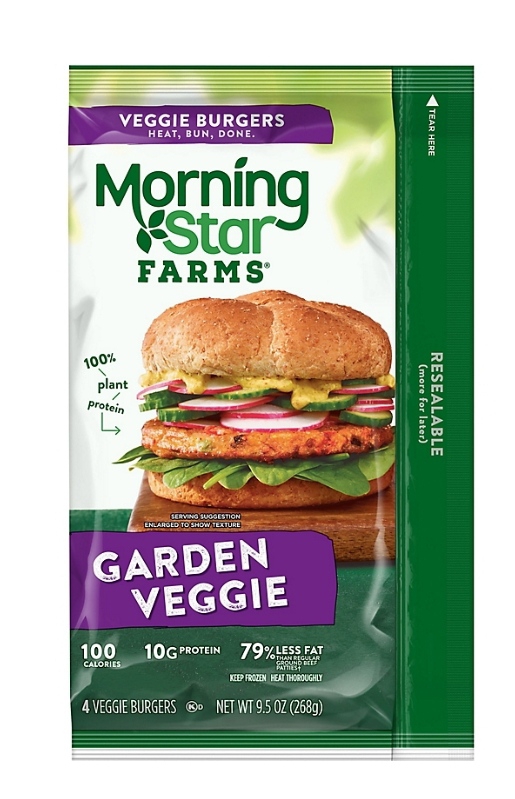 VEGGIE BURGERS
HEAT, BUN, DONE.
Morning
Star
FARMS®
100%
plant
protein
SERVING SUGGESTION
ENLARGED TO SHOW TEXTURE
GARDEN
VEGGIE
100
CALORIES
10G PROTEIN
79% LESS FAT
THAN REGULAR
GROUND BEEF
PATTIES†
KEEP FROZEN HEAT THOROUGHLY
4 VEGGIE BURGERS K D NET WT 9.5 OZ (268g)
TEAR HERE
RESEALABLE
(more for later)